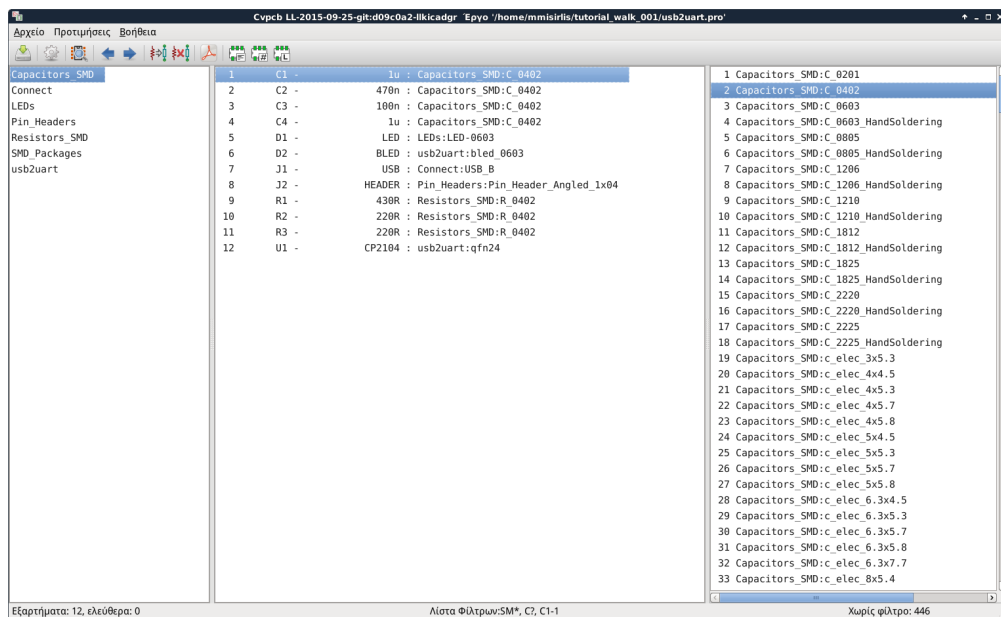 Cvpcb LL-2015-09-25-git:d09c0a2-llkicadgr Έργο '/home/mmisirlis/tutorial_walk_001/usb2uart.pro'
Αρχείο Προτιμήσεις Βοήθεια
Capacitors_SMD
Connect
LEDs
Pin_Headers
Resistors_SMD
SMD_Packages
usb2uart
1 C1 - 1u : Capacitors_SMD:C_0402
2 C2 - 470n : Capacitors_SMD:C_0402
3 C3 - 100n : Capacitors_SMD:C_0402
4 C4 - 1u : Capacitors_SMD:C_0402
5 D1 - LED : LEDs:LED-0603
6 D2 - BLED : usb2uart:bled_0603
7 J1 - USB : Connect:USB_B
8 J2 - HEADER : Pin_Headers:Pin_Header_Angled_1x04
9 R1 - 430R : Resistors_SMD:R_0402
10 R2 - 220R : Resistors_SMD:R_0402
11 R3 - 220R : Resistors_SMD:R_0402
12 U1 - CP2104 : usb2uart:qfn24
1 Capacitors_SMD:C_0201
2 Capacitors_SMD:C_0402
3 Capacitors_SMD:C_0603
4 Capacitors_SMD:C_0603_HandSoldering
5 Capacitors_SMD:C_0805
6 Capacitors_SMD:C_0805_HandSoldering
7 Capacitors_SMD:C_1206
8 Capacitors_SMD:C_1206_HandSoldering
9 Capacitors_SMD:C_1210
10 Capacitors_SMD:C_1210_HandSoldering
11 Capacitors_SMD:C_1812
12 Capacitors_SMD:C_1812_HandSoldering
13 Capacitors_SMD:C_1825
14 Capacitors_SMD:C_1825_HandSoldering
15 Capacitors_SMD:C_2220
16 Capacitors_SMD:C_2220_HandSoldering
17 Capacitors_SMD:C_2225
18 Capacitors_SMD:C_2225_HandSoldering
19 Capacitors_SMD:c_elec_3x5.3
20 Capacitors_SMD:c_elec_4x4.5
21 Capacitors_SMD:c_elec_4x5.3
22 Capacitors_SMD:c_elec_4x5.7
23 Capacitors_SMD:c_elec_4x5.8
24 Capacitors_SMD:c_elec_5x4.5
25 Capacitors_SMD:c_elec_5x5.3
26 Capacitors_SMD:c_elec_5x5.7
27 Capacitors_SMD:c_elec_5x5.8
28 Capacitors_SMD:c_elec_6.3x4.5
29 Capacitors_SMD:c_elec_6.3x5.3
30 Capacitors_SMD:c_elec_6.3x5.7
31 Capacitors_SMD:c_elec_6.3x5.8
32 Capacitors_SMD:c_elec_6.3x7.7
33 Capacitors_SMD:c_elec_8x5.4
Εξαρτήματα: 12, ελεύθερα: 0
Λίστα Φίλτρων:SM*, C?, C1-1
Χωρίς φίλτρο: 446